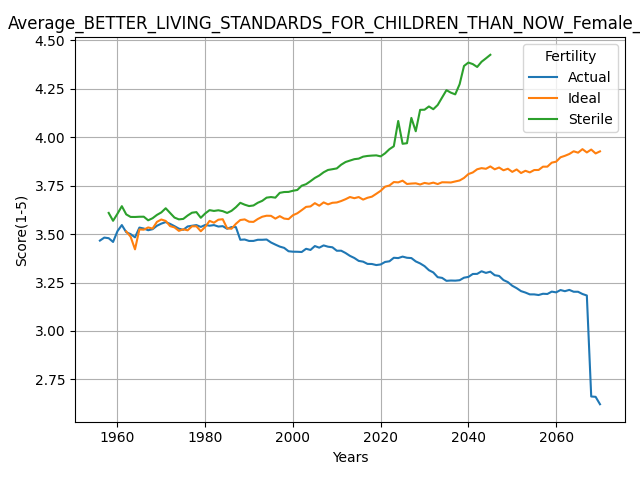 Average_BETTER_LIVING_STANDARDS_FOR_CHILDREN_THAN_NOW_Female_
4.50
4.25
4.00
3.75
3.50
3.25
3.00
2.75
Score(1-5)
Fertility
Actual
Ideal
Sterile
1960 1980 2000 2020 2040 2060
Years